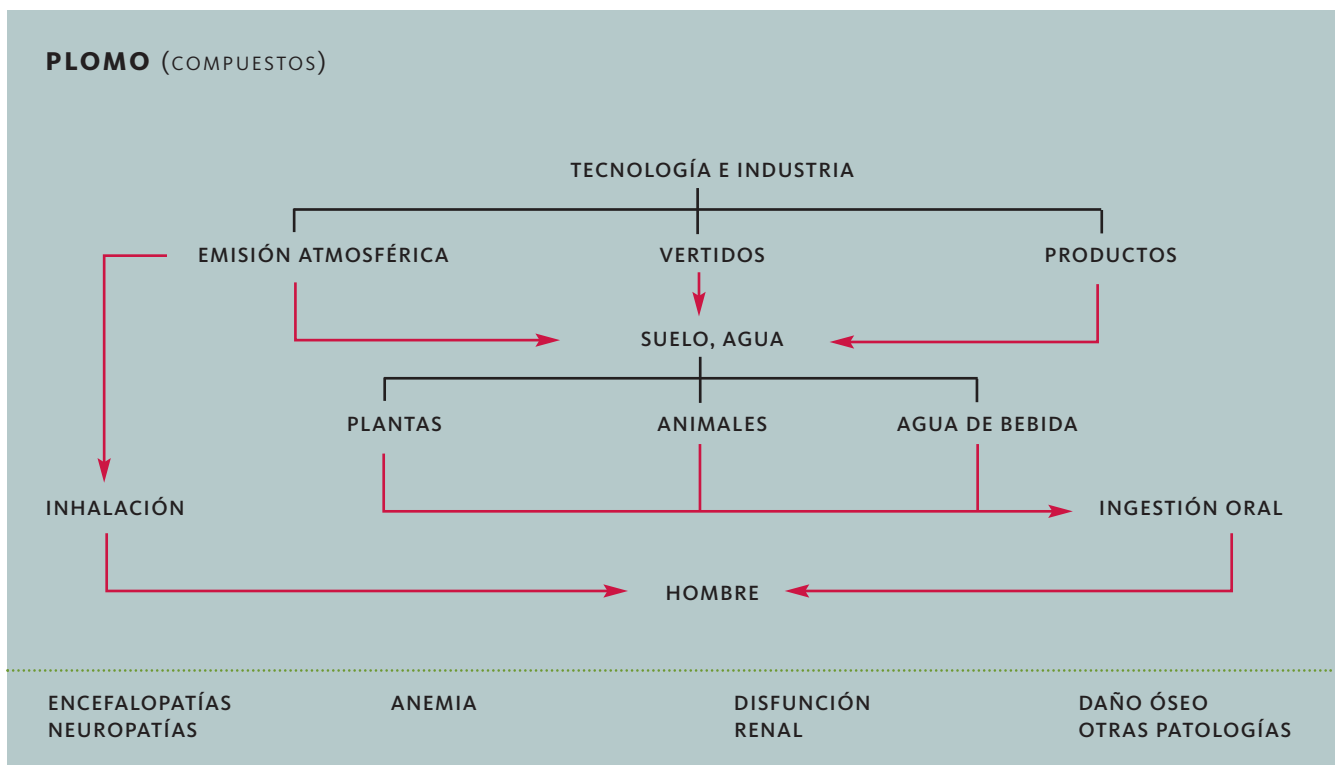 PLOMO (COMPUESTOS)
TECNOLOGÍA E INDUSTRIA
EMISIÓN ATMOSFÉRICA
VERTIDOS
PRODUCTOS
SUELO, AGUA
PLANTAS
ANIMALES
AGUA DE BEBIDA
INHALACIÓN
INGESTIÓN ORAL
HOMBRE
ENCEFALOPATÍAS
NEUROPATÍAS
ANEMIA
DISFUNCIÓN
RENAL
DAÑO ÓSEO
OTRAS PATOLOGÍAS